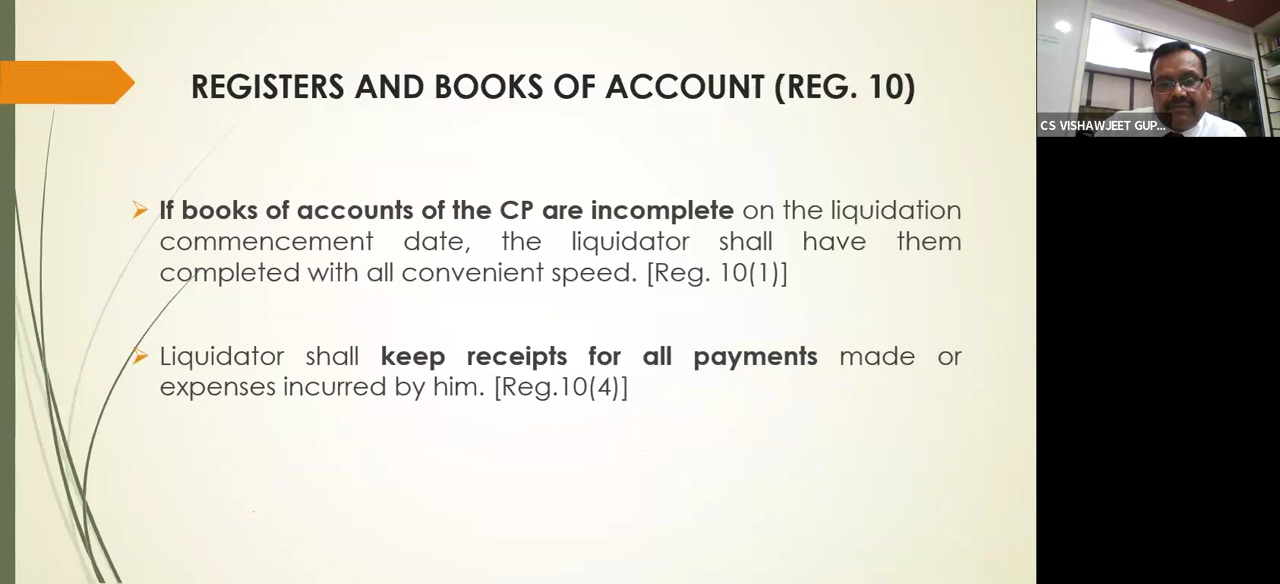 REGISTERS AND BOOKS OF ACCOUNT (REG. 10)
If books of accounts of the CP are incomplete on the liquidation
commencement date, the liquidator shall have them
completed with all convenient speed. [Reg. 10(1)]
Liquidator shall keep receipts for all payments made or
expenses incurred by him. [Reg.10(4)]
CS VISHAWJEET GUP...